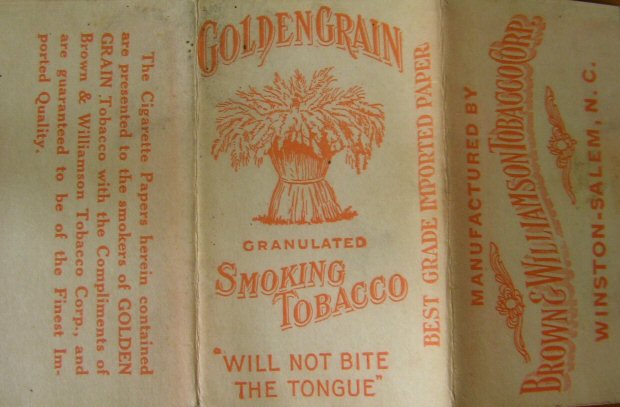 The Cigarette Papers herein contained
are presented to the smokers of GOLDEN
GRAIN Tobacco with the Compliments of
Brown & Williamson Tobacco Corp., and
are guaranteed to be of the Finest Im-
ported Quality.
GOLDEN GRAIN
GRANULATED
SMOKING
TOBACCO
"WILL NOT BITE
THE TONGUE"
BEST GRADE IMPORTED PAPER
MANUFACTURED BY
BROWN & WILLIAMSON TOBACCO CORP.
WINSTON-SALEM, N. C.